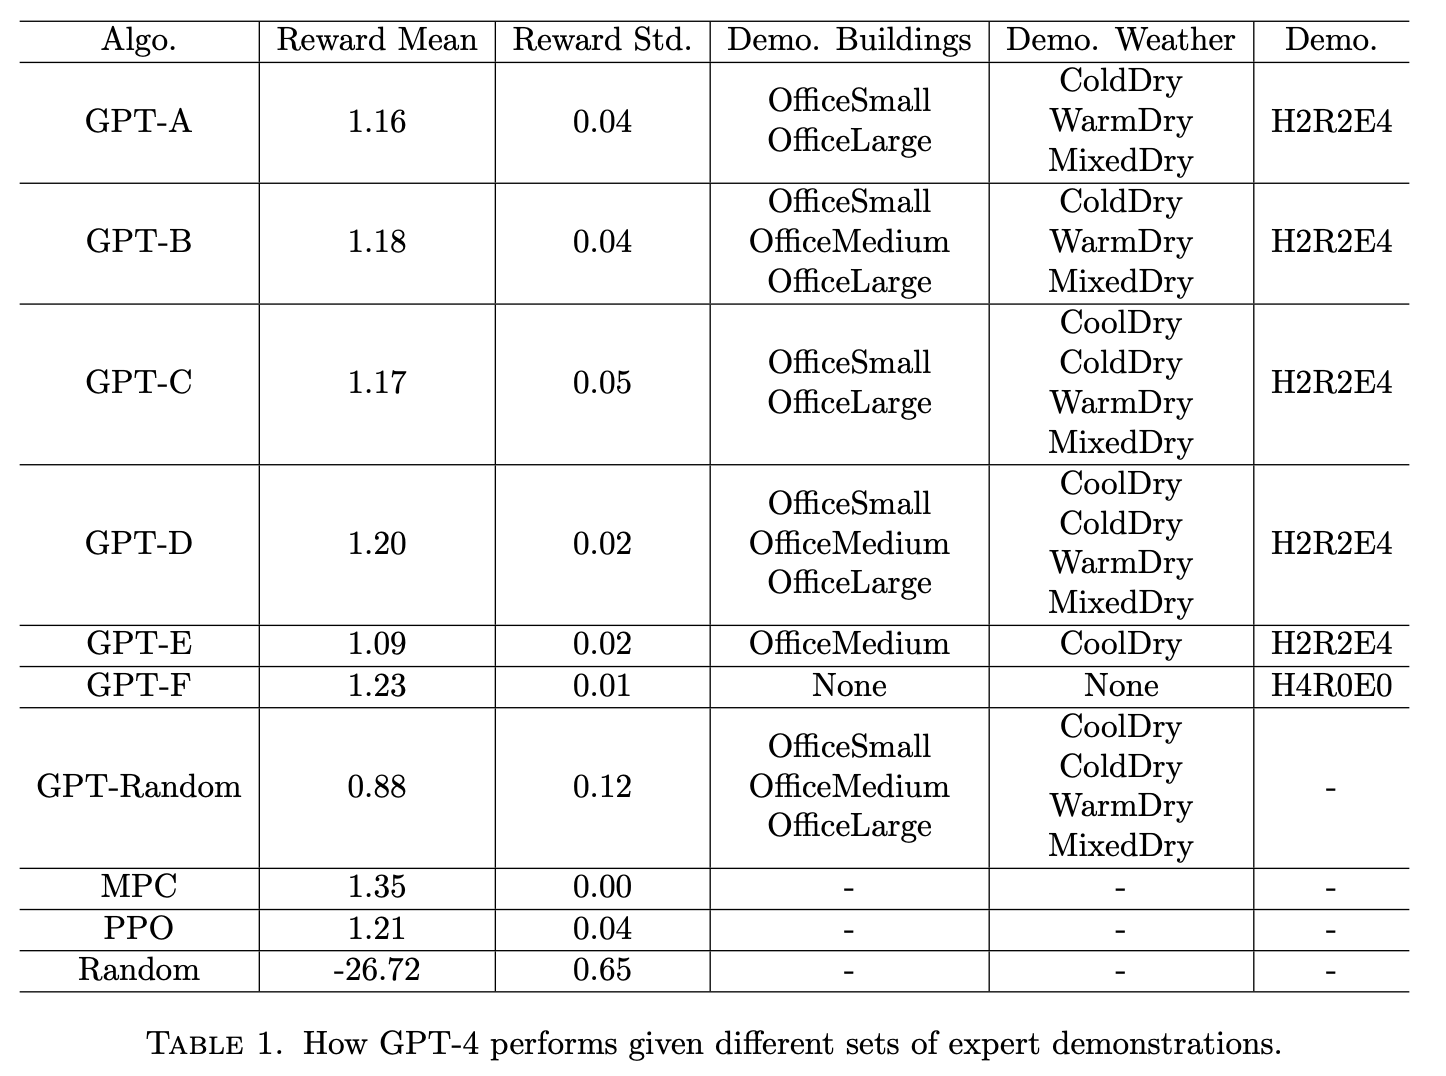 Algo. Reward Mean Reward Std. Demo. Buildings Demo. Weather Demo.
GPT-A 1.16 0.04 OfficeSmall OfficeLarge ColdDry WarmDry MixedDry H2R2E4
GPT-B 1.18 0.04 OfficeSmall OfficeMedium OfficeLarge ColdDry WarmDry MixedDry H2R2E4
GPT-C 1.17 0.05 OfficeSmall OfficeLarge CoolDry ColdDry WarmDry MixedDry H2R2E4
GPT-D 1.20 0.02 OfficeSmall OfficeMedium OfficeLarge CoolDry ColdDry WarmDry MixedDry H2R2E4
GPT-E 1.09 0.02 OfficeMedium CoolDry H2R2E4
GPT-F 1.23 0.01 None None H4R0E0
GPT-Random 0.88 0.12 OfficeSmall OfficeMedium OfficeLarge CoolDry ColdDry WarmDry MixedDry -
MPC 1.35 0.00 - - -
PPO 1.21 0.04 - - -
Random -26.72 0.65 - - -
TABLE 1. How GPT-4 performs given different sets of expert demonstrations.